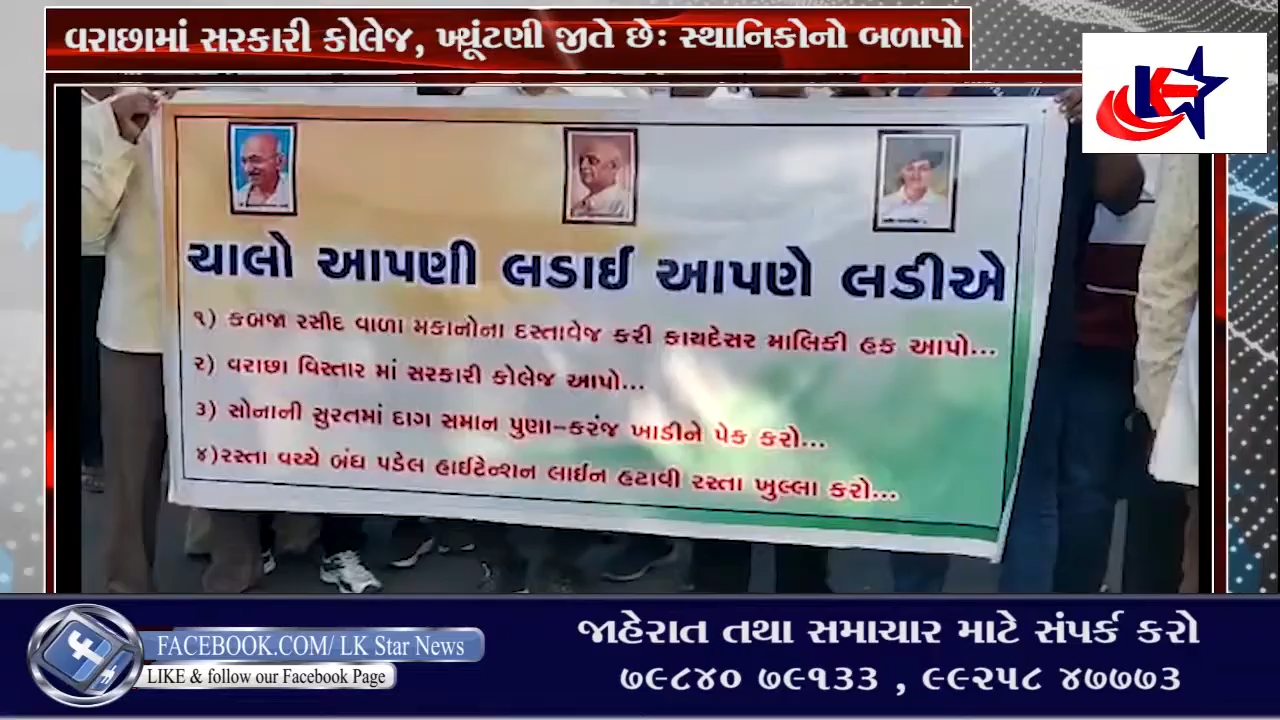 વરાછામાં સરકારી કોલેજ, ખ્ચૂંટણી જીતે છેઃ સ્થાનિકોનો બળાપો
LK
ચાલો આપણી લડાઈ આપણે લડીએ
૧) કબજા રસીદ વાળા મકાનોના દસ્તાવેજ કરી કાયદેસર માલિકી હક આપો...
૨) વરાછા વિસ્તાર માં સરકારી કોલેજ આપો...
૩) સોનાની સુરતમાં દાગ સમાન પુણા-કરંજ ખાડીને પેક કરો...
૪)રસ્તા વચ્ચે બંધ પડેલ હાઈટેન્શન લાઈન હટાવી રસ્તા ખુલ્લા કરો...
FACEBOOK.COM/ LK Star News
LIKE & follow our Facebook Page
જાહેરાત તથા સમાચાર માટે સંપર્ક કરો
૭૯૮૪૦ ૭૯૧૩૩ , ૯૯૨૫૮ ૪૭૭૭૩